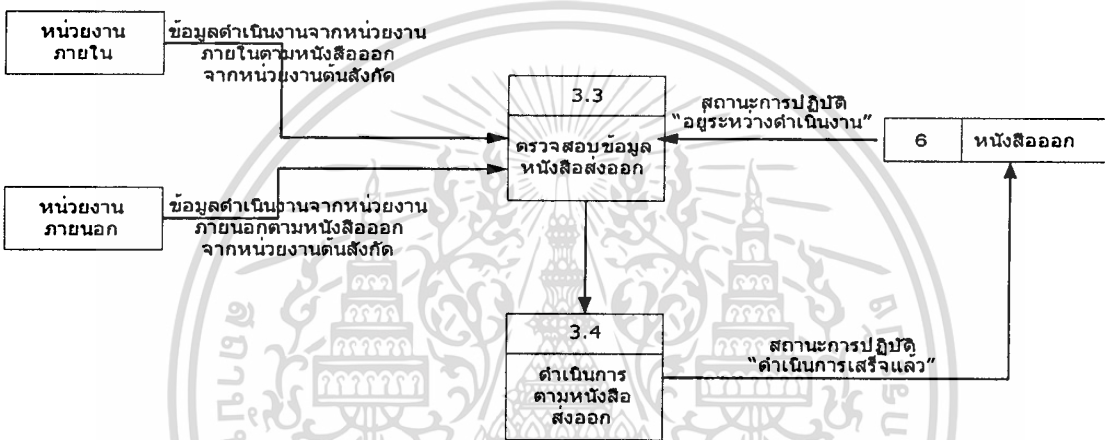 หน่วยงาน
ภายใน
ข้อมูลดำเนินงานจากหน่วยงาน
ภายในตามหนังสือออก
จากหน่วยงานต้นสังกัด
3.3
ตรวจสอบข้อมูล
หนังสือส่งออก
สถานะการปฏิบัติ
"อยู่ระหว่างดำเนินงาน"
6
หนังสือออก
หน่วยงาน
ภายนอก
ข้อมูลดำเนินงานจากหน่วยงาน
ภายนอกตามหนังสือออก
จากหน่วยงานต้นสังกัด
3.4
ดำเนินการ
ตามหนังสือ
ส่งออก
สถานะการปฏิบัติ
"ดำเนินการเสร็จแล้ว"